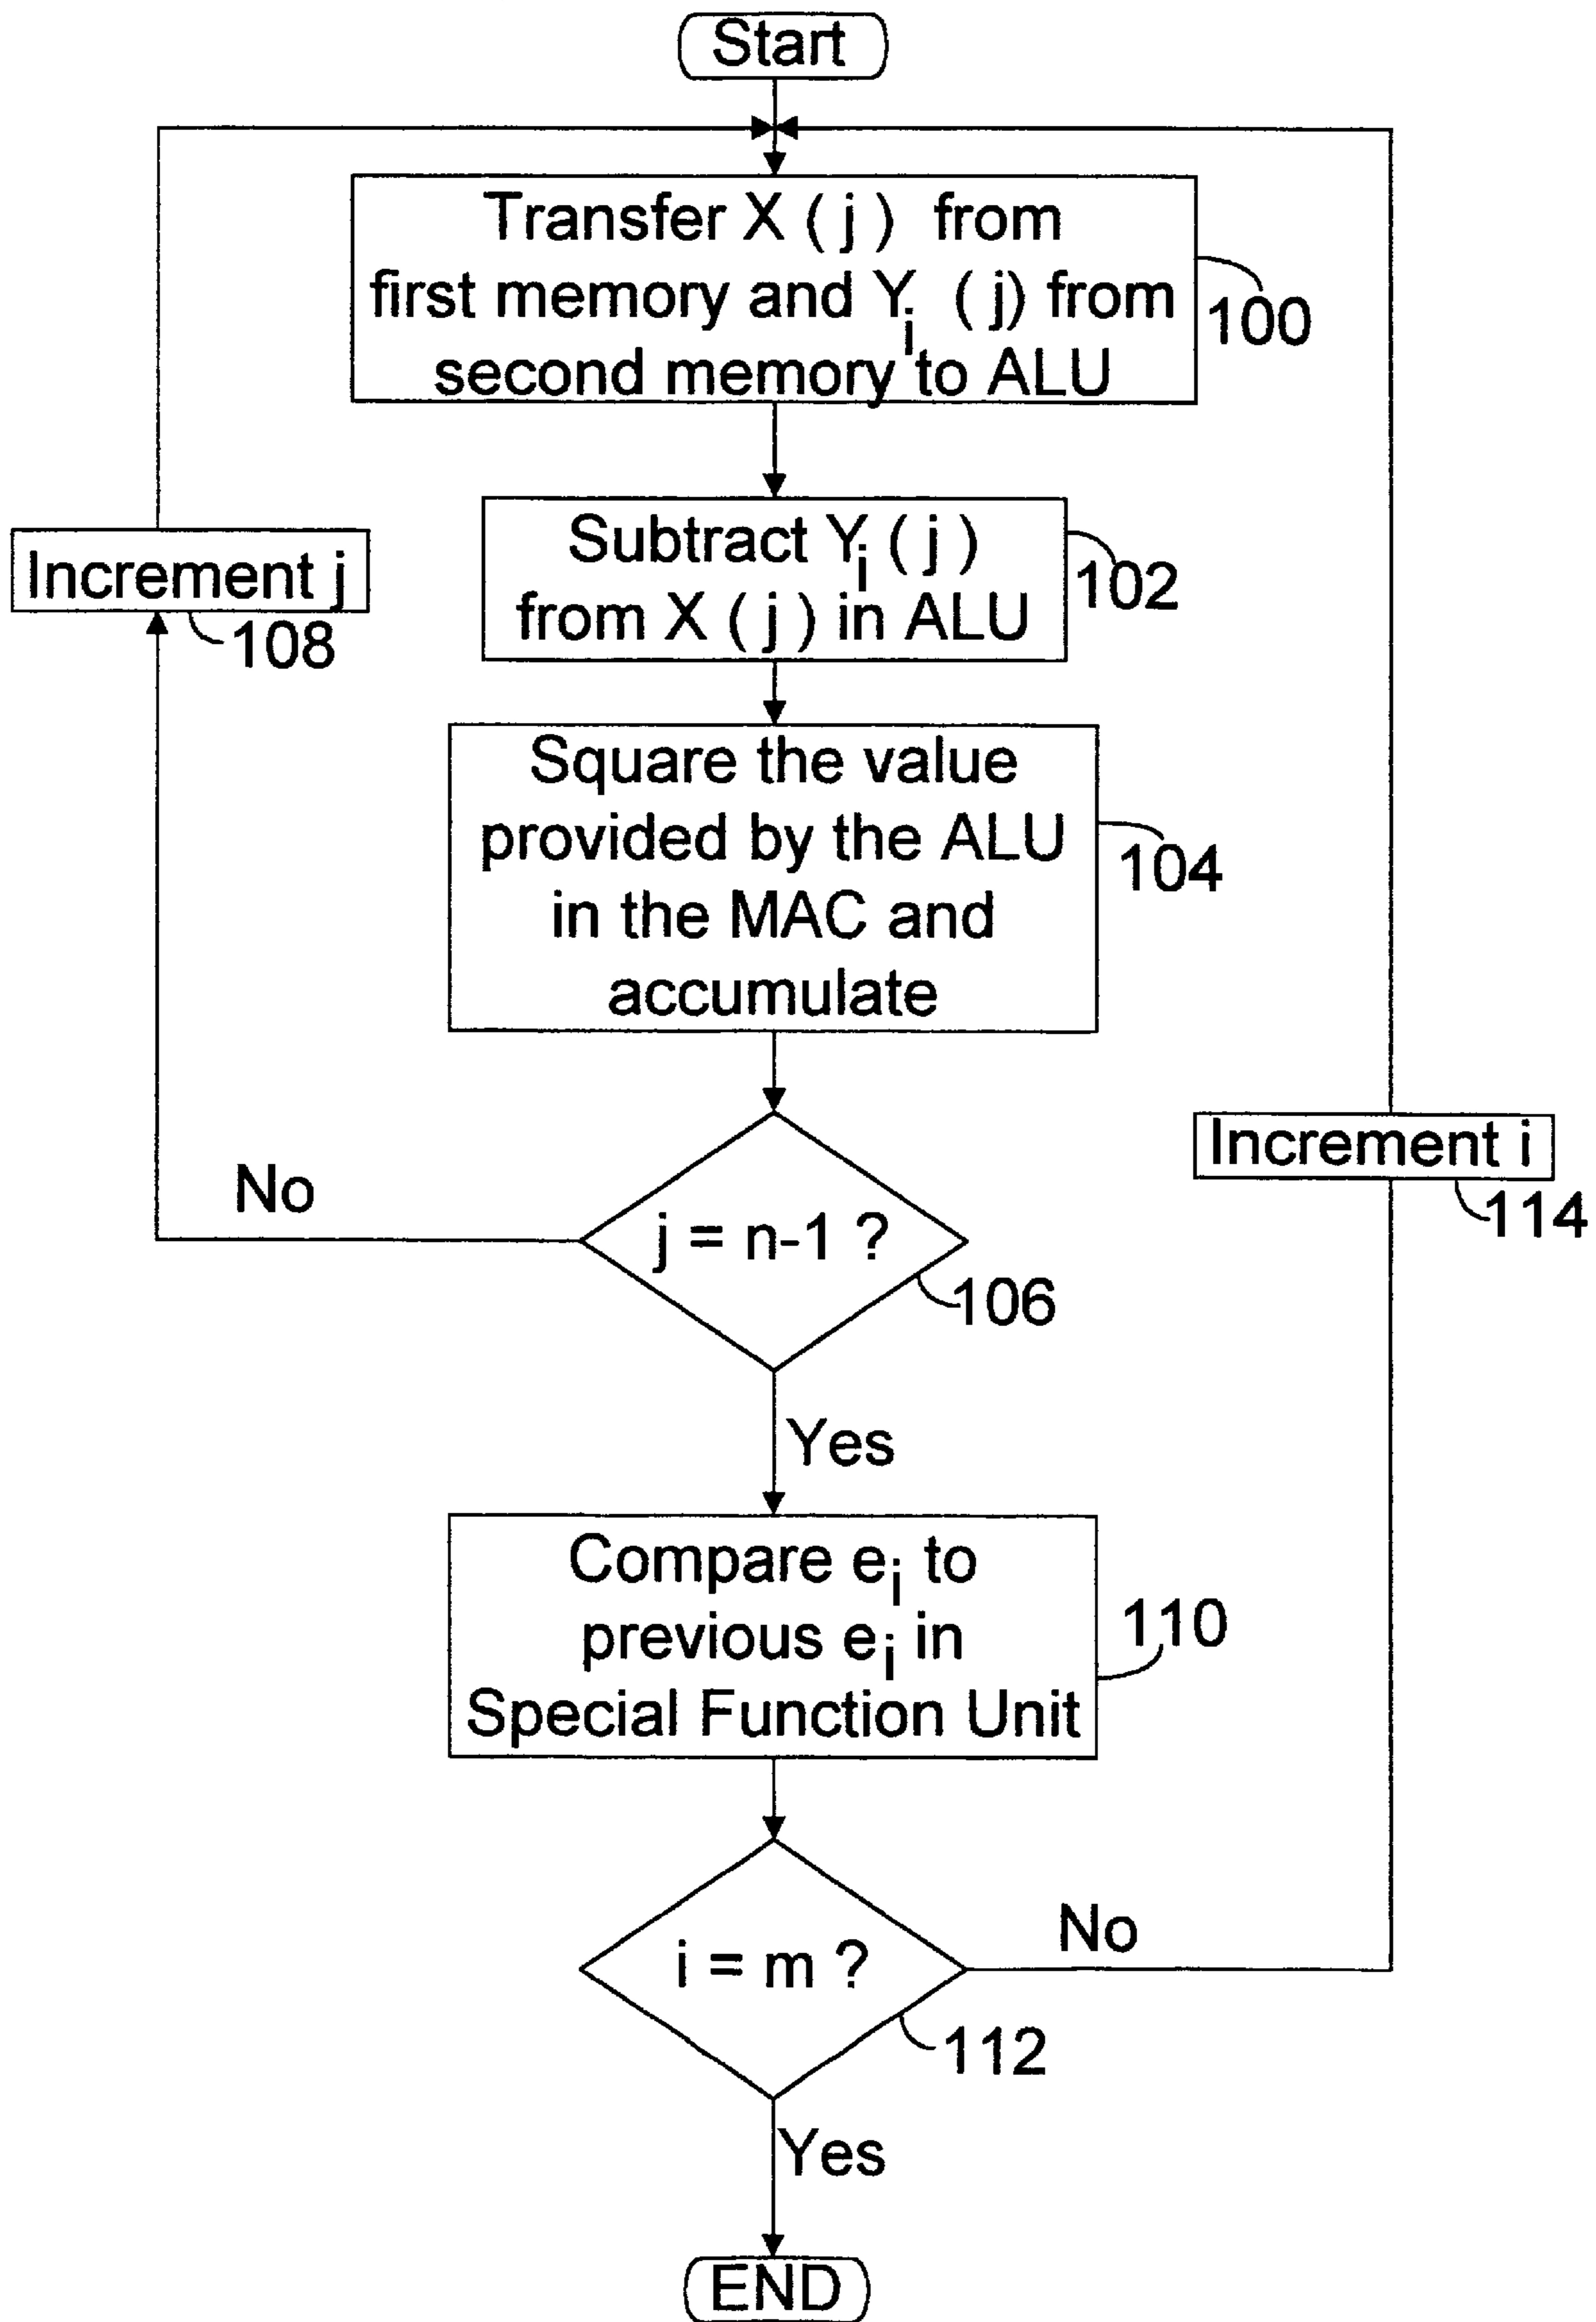 Start
Transfer X ( j ) from
first memory and Yi ( j) from
second memory to ALU
100
Subtract Yi ( j )
from X ( j ) in ALU
102
Increment j
108
Square the value
provided by the ALU
in the MAC and
accumulate
104
Increment i
114
No
j = n-1 ?
106
Yes
Compare ei to
previous ei in
Special Function Unit
110
i = m ?
No
112
Yes
END